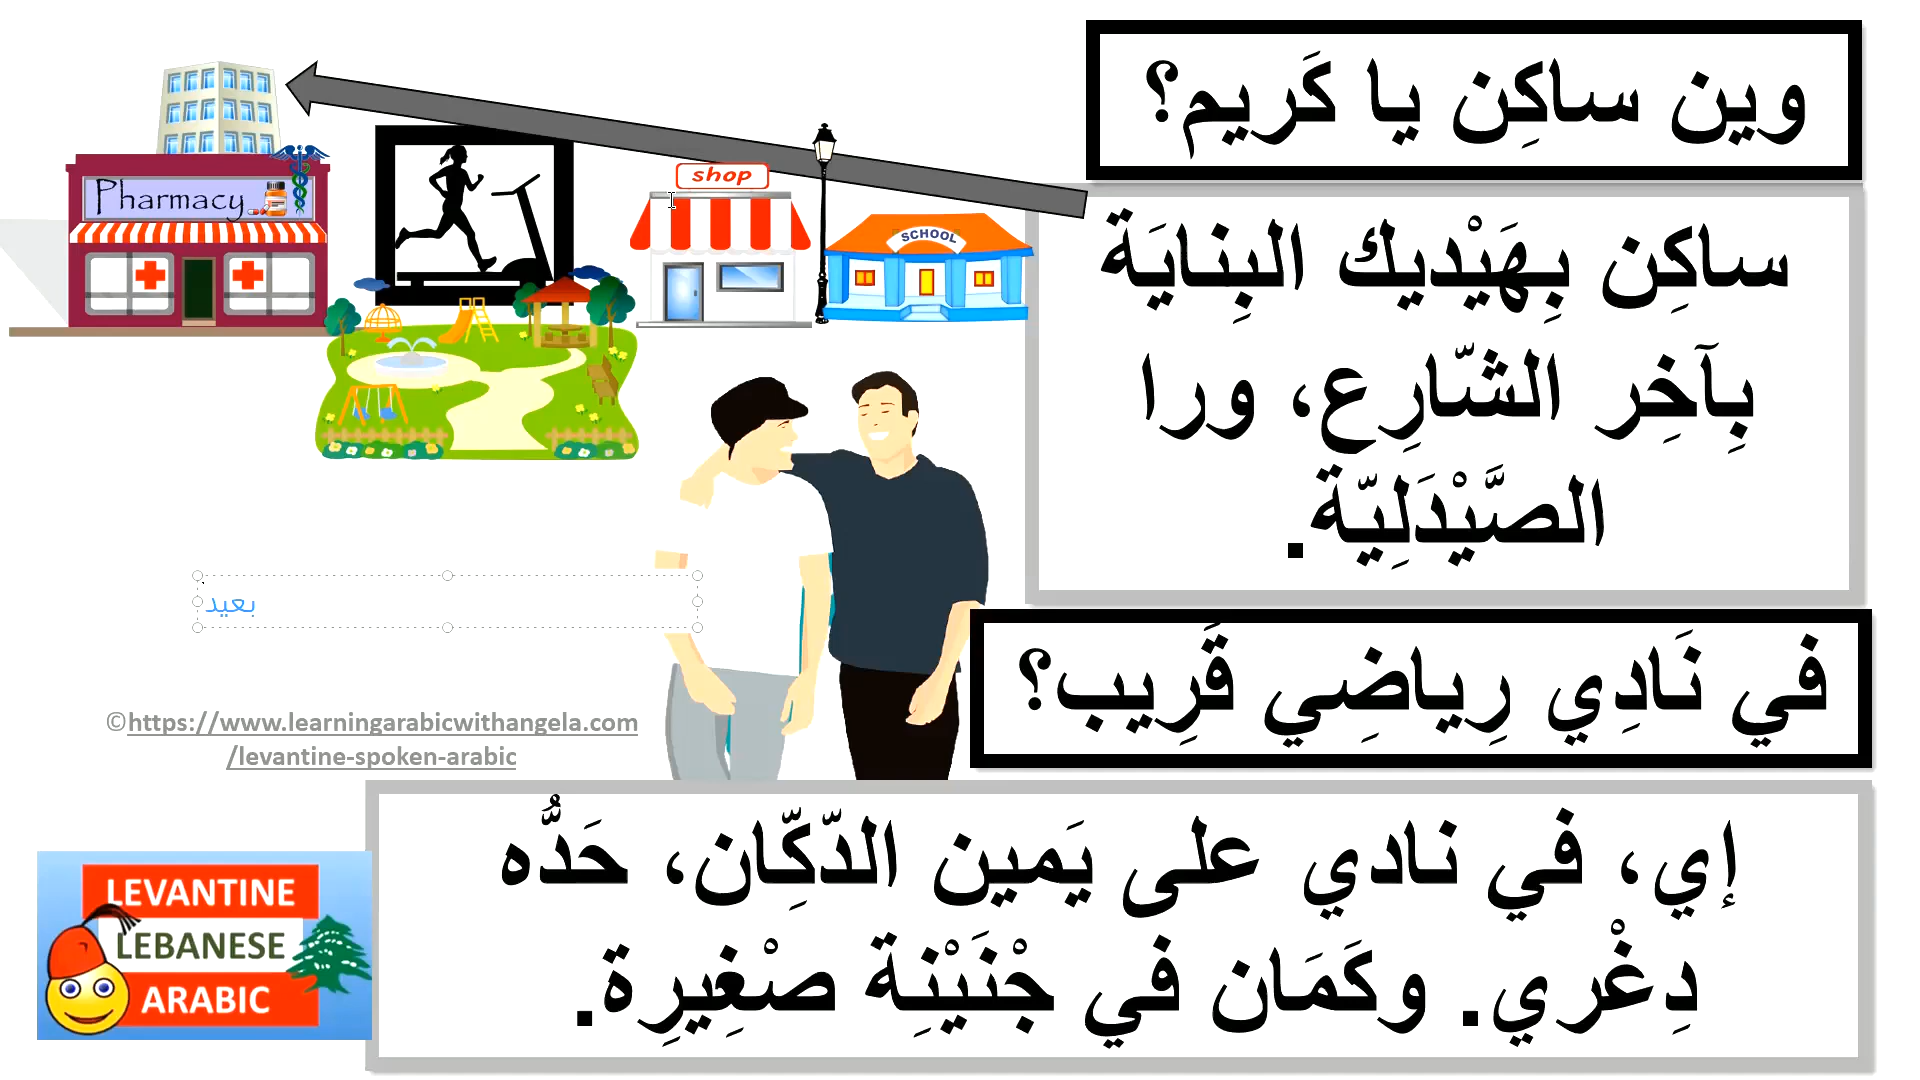 وين ساكِن يا كَريم؟
ساكِن بِهَيْديك البِنايَة
بِآخِر الشّارِع، ورا
الصَّيْدَلِيّة.
Pharmacy
shop
SCHOOL
في نَادِي رِياضِي قَرِيب؟
بعيد
©https://www.learningarabicwithangela.com
/levantine-spoken-arabic
إي، في نادي على يَمين الدّكِّان، حَدُّه
دِغْري. وكَمَان في جْنَيْنِة صْغِيرِة.
LEVANTINE
LEBANESE
ARABIC